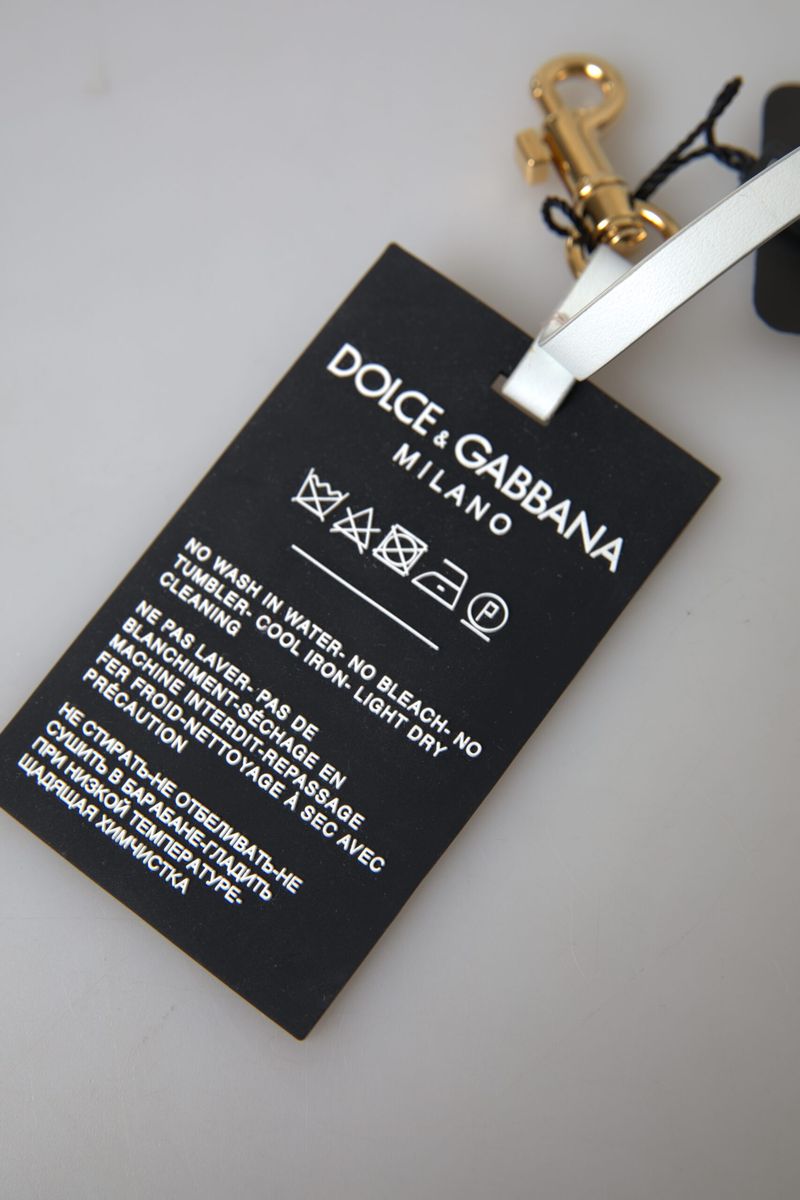 DOLCE & GABBANA
MILANO
P
NO WASH IN WATER- NO BLEACH- NO
TUMBLER- COOL IRON- LIGHT DRY
CLEANING
NE PAS LAVER- PAS DE
BLANCHIMENT-SÉCHAGE EN
MACHINE INTERDIT-REPASSAGE
FER FROID-NETTOYAGE À SEC AVEC
PRÉCAUTION
НЕ СТИРАТЬ-НЕ ОТБЕЛИВАТЬ-НЕ
СУШИТЬ В БАРАБАНЕ-ГЛАДИТЬ
ПРИ НИЗКОЙ ТЕМПЕРАТУРЕ-
ЩАДЯЩАЯ ХИМЧИСТКА